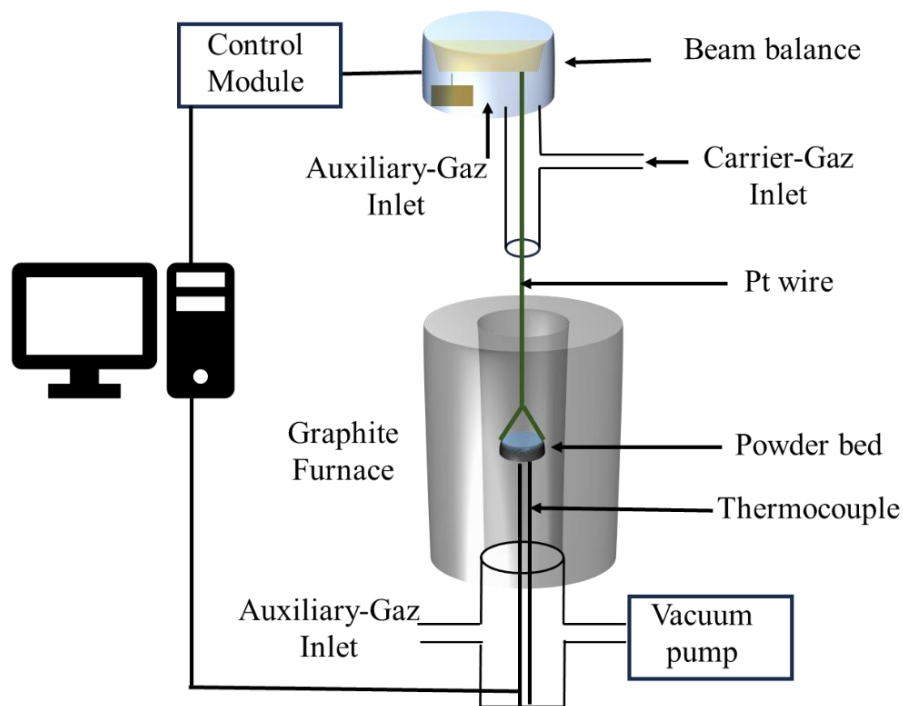 Control
Module
Beam balance
Auxiliary-Gaz
Inlet
Carrier-Gaz
Inlet
Pt wire
Graphite
Furnace
Powder bed
Thermocouple
Auxiliary-Gaz
Inlet
Vacuum
pump